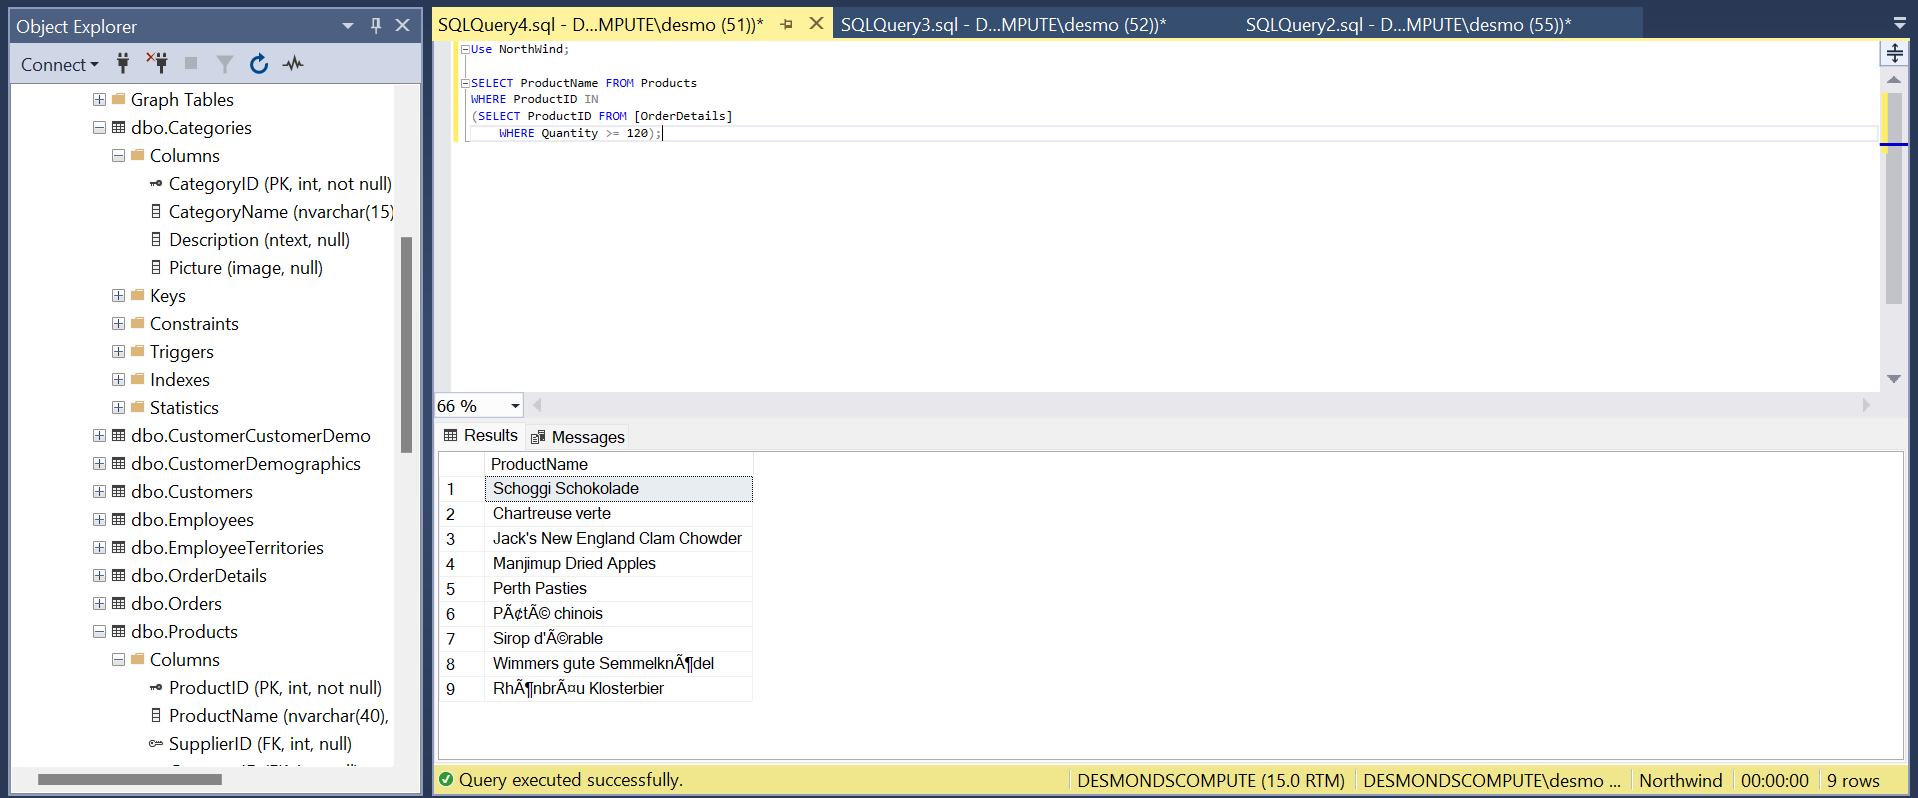 Object Explorer
Connect
Graph Tables
dbo.Categories
Columns
CategoryID (PK, int, not null)
CategoryName (nvarchar(15)
Description (ntext, null)
Picture (image, null)
Keys
Constraints
Triggers
Indexes
Statistics
dbo.CustomerCustomerDemo
dbo.CustomerDemographics
dbo.Customers
dbo.Employees
dbo.EmployeeTerritories
dbo.OrderDetails
dbo.Orders
dbo.Products
Columns
ProductID (PK, int, not null)
ProductName (nvarchar(40),
SupplierID (FK, int, null)
SQLQuery4.sql - D...MPUTE\desmo (51))*
SQLQuery3.sql - D...MPUTE\desmo (52))*
SQLQuery2.sql - D...MPUTE\desmo (55))*
Use NorthWind;
SELECT ProductName FROM Products
WHERE ProductID IN
(SELECT ProductID FROM [OrderDetails]
WHERE Quantity >= 120);
66 %
Results
Messages
ProductName
1 Schoggi Schokolade
2 Chartreuse verte
3 Jack's New England Clam Chowder
4 Manjimup Dried Apples
5 Perth Pasties
6 PÃ¢tÃ© chinois
7 Sirop d'Ã©rable
8 Wimmers gute SemmelknÃ¶del
9 RhÃ¶nbrÃ¤u Klosterbier
Query executed successfully.
DESMONDSCOMPUTE (15.0 RTM)
DESMONDSCOMPUTE\desmo ...
Northwind
00:00:00
9 rows